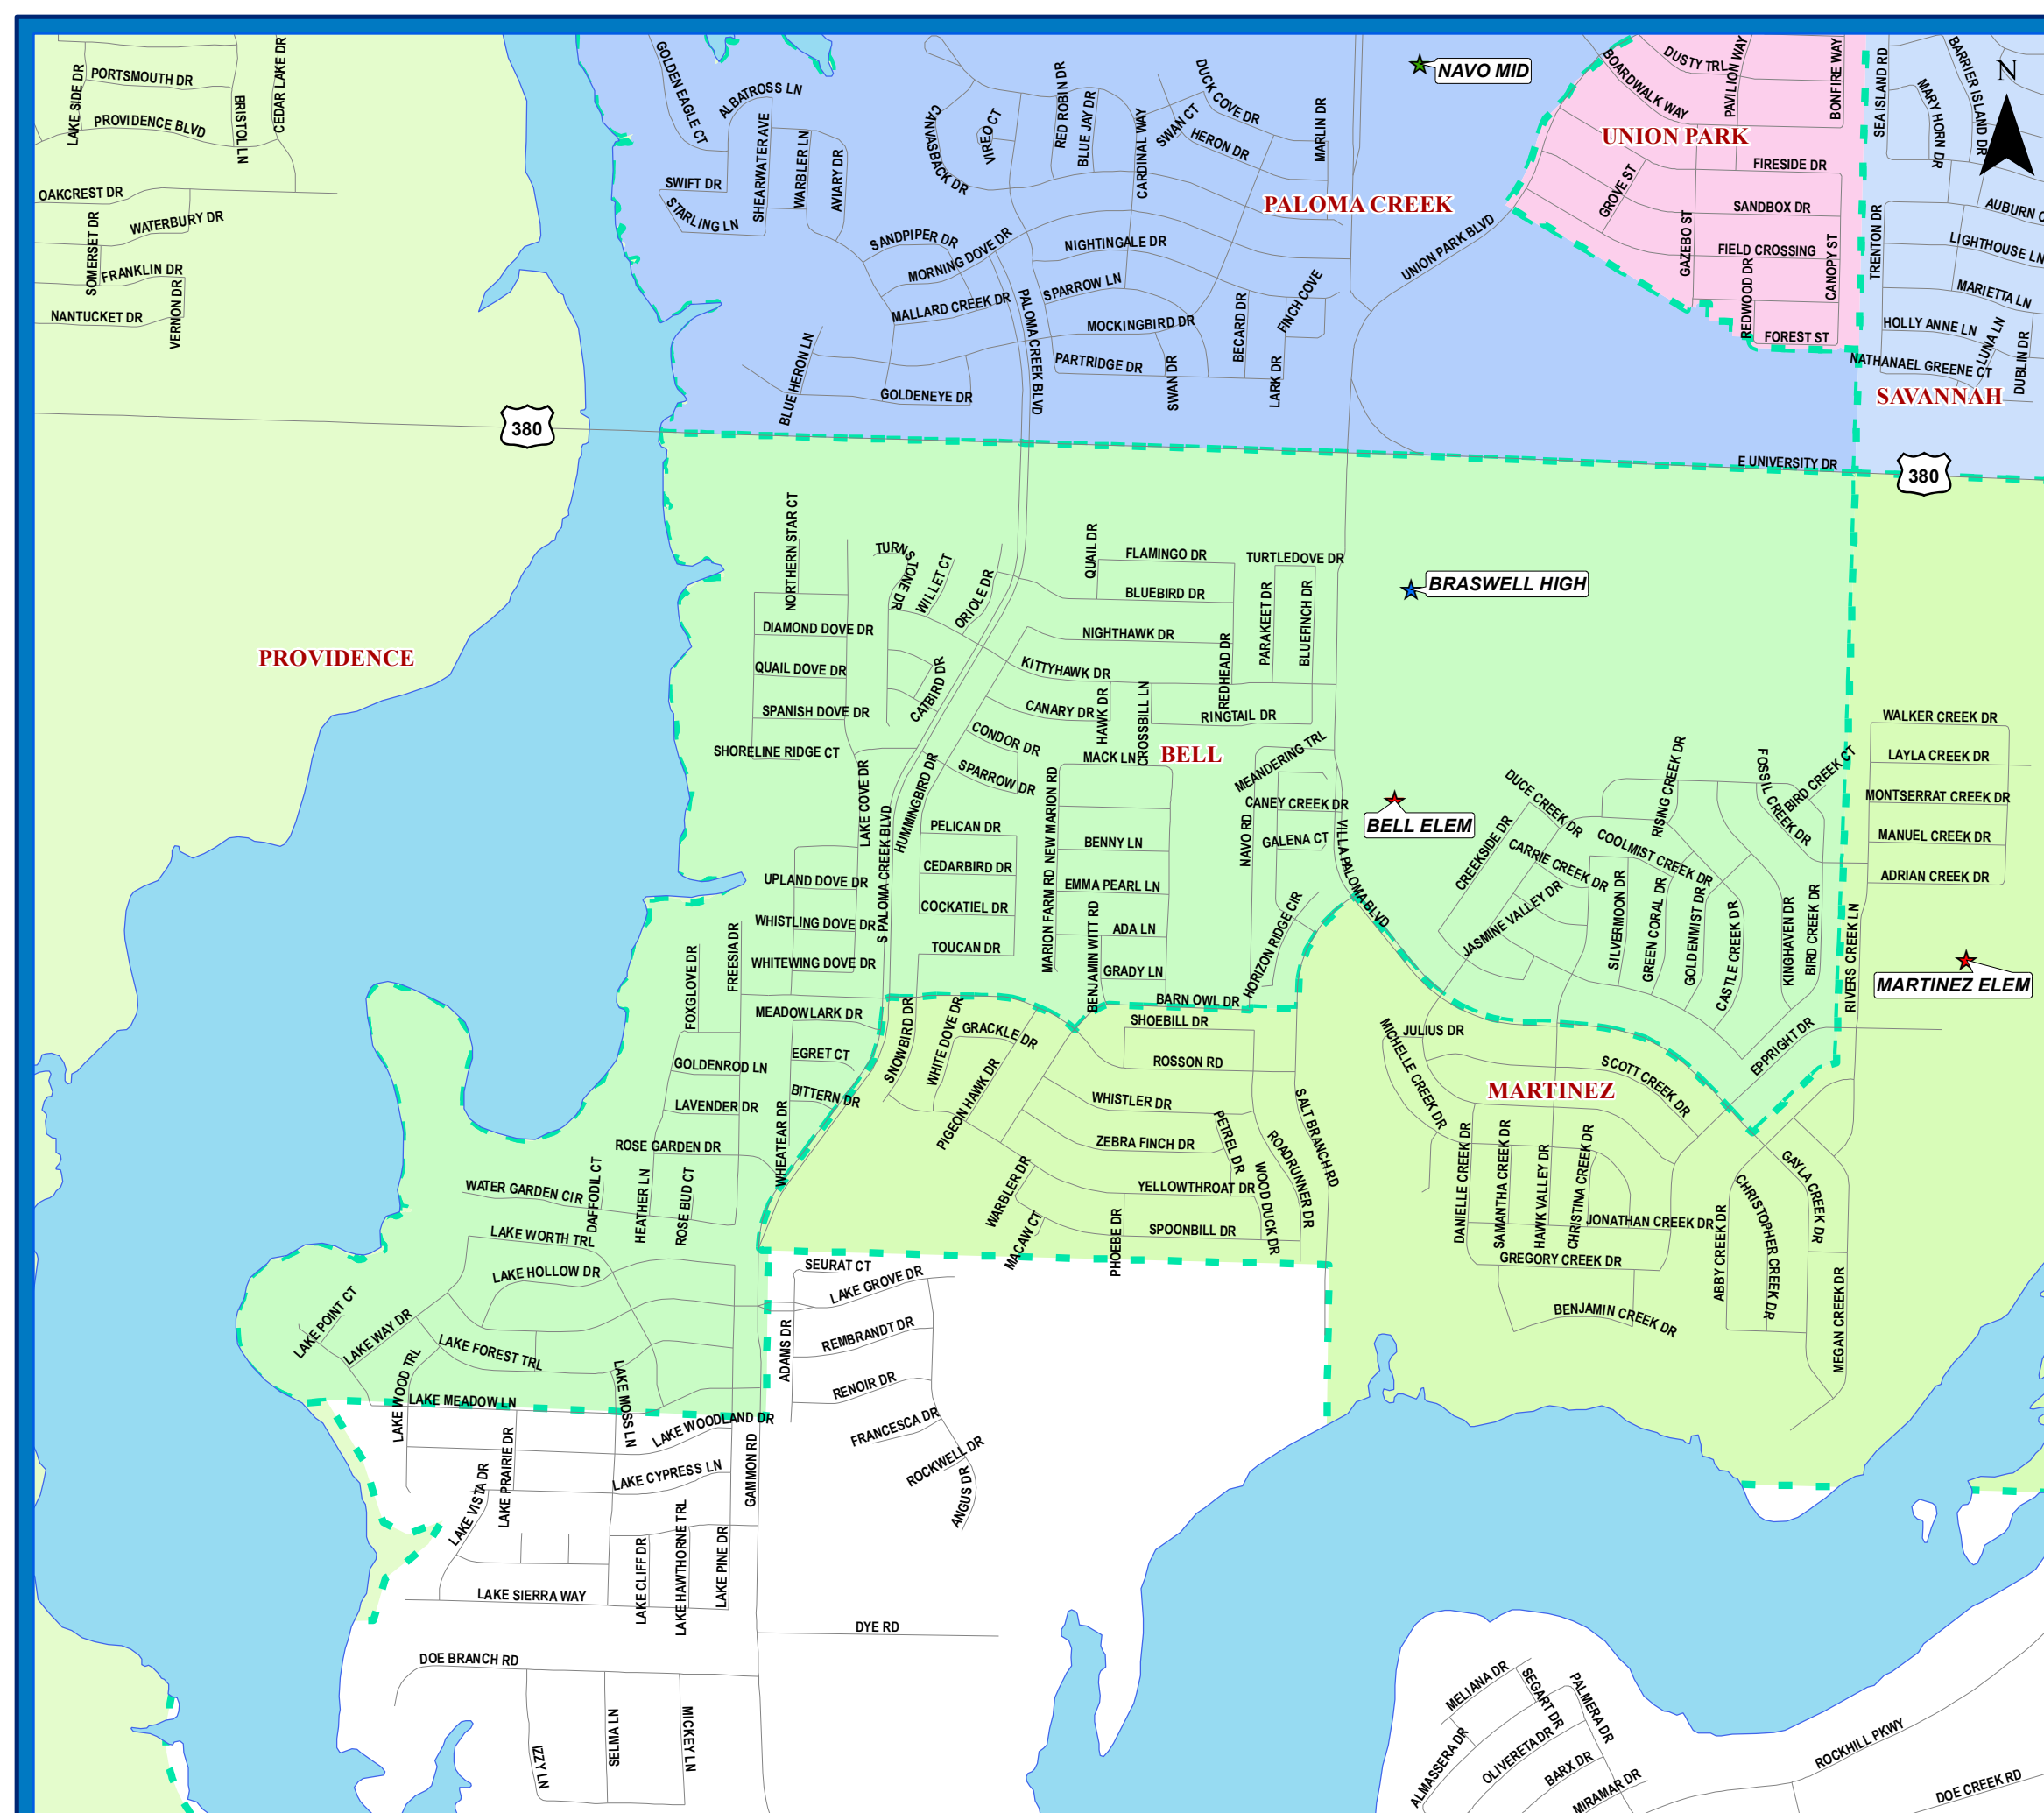 LAKE SIDE DR
PORTSMOUTH DR
BRISTOL LN
CEDAR LAKE DR
PROVIDENCE BLVD
OAKCREST DR
SOMERSET DR
WATERBURY DR
FRANKLIN DR
VERNON DR
NANTUCKET DR
380
PROVIDENCE
GOLDEN EAGLE CT
ALBATROSS LN
SHEARWATER AVE
WARBLER LN
AVIARY DR
SWIFT DR
STARLING LN
CANVASBACK DR
VIREO CT
RED ROBIN DR
BLUE JAY DR
CARDINAL WAY
SWAN CT
DUCK COVE DR
HERON DR
MARLIN DR
NAVO MID
PALOMA CREEK
SANDPIPER DR
MORNING DOVE DR
MALLARD CREEK DR
NIGHTINGALE DR
SPARROW LN
MOCKINGBIRD DR
PARTRIDGE DR
SWAN DR
BECARD DR
LARK DR
FINCH COVE
UNION PARK BLVD
BLUE HERON LN
GOLDENEYE DR
PALOMA CREEK BLVD
BOARDWALK WAY
DUSTY TRL
PAVILION WAY
BONFIRE WAY
UNION PARK
FIRESIDE DR
GROVE ST
SANDBOX DR
GAZEBO ST
FIELD CROSSING
REDWOOD DR
CANOPY ST
FOREST ST
SEA ISLAND RD
MARY HORN DR
BARRIER ISLAND DR
N
TRENTON DR
AUBURN
LIGHTHOUSE LN
MARIETTA LN
HOLLY ANNE LN
LUNA LN
DUBLIN DR
NATHANAEL GREENE CT
SAVANNAH
E UNIVERSITY DR
380
NORTHERN STAR CT
TURNSTONE DR
WILLET CT
ORIOLE DR
QUAIL DR
FLAMINGO DR
TURTLEDOVE DR
BLUEBIRD DR
PARAKEET DR
BLUEFINCH DR
BRASWELL HIGH
DIAMOND DOVE DR
NIGHTHAWK DR
REDHEAD DR
QUAIL DOVE DR
CATBIRD DR
KITTYHAWK DR
SPANISH DOVE DR
CANARY DR
HAWK DR
CROSSBILL LN
RINGTAIL DR
SHORELINE RIDGE CT
CONDOR DR
SPARROW DR
MACK LN
BELL
MEANDERING TRL
LAKE COVE DR
S PALOMA CREEK BLVD
HUMMINGBIRD DR
PELICAN DR
CEDARBIRD DR
COCKATIEL DR
TOUCAN DR
MARION FARM RD
NEW MARION RD
BENNY LN
EMMA PEARL LN
BENJAMIN WITT RD
ADA LN
GRADY LN
NAVO RD
CANEY CREEK DR
GALENA CT
HORIZON RIDGE CIR
VILLA PALOMA BLVD
BELL ELEM
DUCE CREEK DR
CREEKSIDE DR
CARRIE CREEK DR
JASMINE VALLEY DR
COOLMIST CREEK DR
RISING CREEK DR
SILVERMOON DR
GREEN CORAL DR
GOLDENMIST DR
CASTLE CREEK DR
KINGHAVEN DR
BIRD CREEK DR
FOSSIL CREEK DR
BIRD CREEK CT
WALKER CREEK DR
LAYLA CREEK DR
MONTSERRAT CREEK DR
MANUEL CREEK DR
ADRIAN CREEK DR
RIVERS CREEK LN
MARTINEZ ELEM
EPPRIGHT DR
UPLAND DOVE DR
WHISTLING DOVE DR
WHITEWING DOVE DR
FREESIA DR
FOXGLOVE DR
MEADOWLARK DR
EGRET CT
BITTERN DR
GOLDENROD LN
LAVENDER DR
WHEATEAR DR
ROSE GARDEN DR
WATER GARDEN CIR
DAFFODIL CT
HEATHER LN
ROSE BUD CT
BARN OWL DR
SNOWBIRD DR
WHITE DOVE DR
GRACKLE DR
PIGEON HAWK DR
SHOEBILL DR
ROSSON RD
WHISTLER DR
ZEBRA FINCH DR
PETREL DR
SALT BRANCH RD
ROADRUNNER DR
WOOD DUCK DR
YELLOWTHROAT DR
SPOONBILL DR
WARBLER DR
MACAW CT
PHOEBE DR
JULIUS DR
MICHELLE CREEK DR
SCOTT CREEK DR
MARTINEZ
DANIELLE CREEK DR
SAMANTHA CREEK DR
HAWK VALLEY DR
CHRISTINA CREEK DR
JONATHAN CREEK DR
GREGORY CREEK DR
BENJAMIN CREEK DR
ABBY CREEK DR
CHRISTOPHER CREEK DR
GAYLA CREEK DR
MEGAN CREEK DR
LAKE WORTH TRL
LAKE HOLLOW DR
LAKE POINT CT
LAKE WAY DR
LAKE FOREST TRL
LAKE WOOD TRL
LAKE MEADOW LN
LAKE MOSS LN
LAKE WOODLAND DR
LAKE PRAIRIE DR
LAKE VISTA DR
LAKE CYPRESS LN
GAMMON RD
LAKE CLIFF DR
LAKE HAWTHORNE TRL
LAKE PINE DR
LAKE SIERRA WAY
SEURAT CT
LAKE GROVE DR
ADAMS DR
REMBRANDT DR
RENOIR DR
FRANCESCA DR
ROCKWELL DR
ANGUS DR
DYE RD
DOE BRANCH RD
IZZY LN
SELMA LN
MICKEY LN
MELIANA DR
SEGART DR
PALMERA DR
ALMASSERA DR
OLIVERETA DR
BARX DR
MIRAMAR DR
ROCKHILL PKWY
DOE CREEK RD